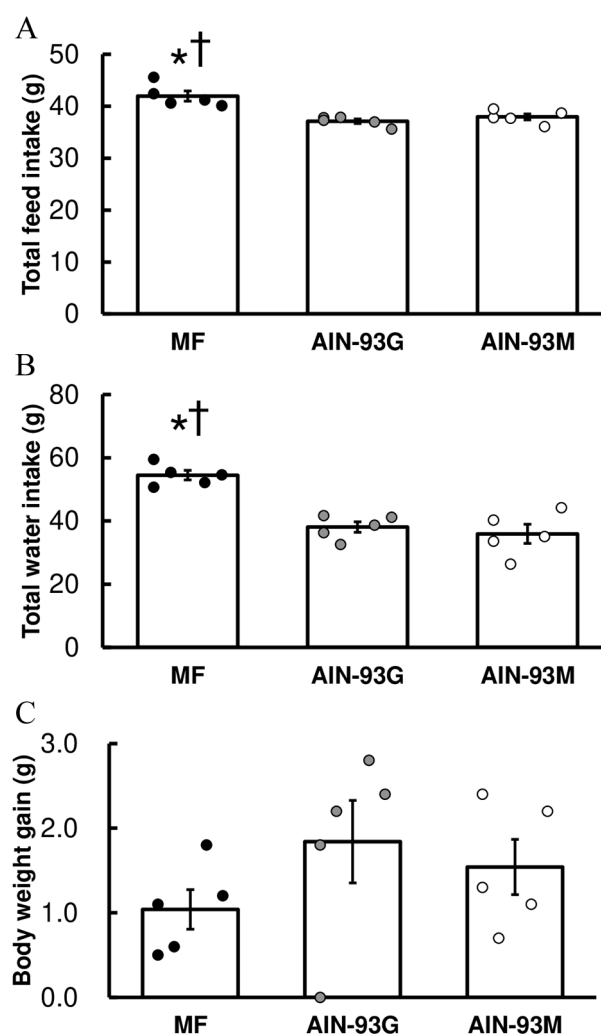 A
Total feed intake (g)
50
40
30
20
10
0
*†
MF AIN-93G AIN-93M
B
Total water intake (g)
80
60
40
20
0
*†
MF AIN-93G AIN-93M
C
Body weight gain (g)
3.0
2.0
1.0
0.0
MF AIN-93G AIN-93M